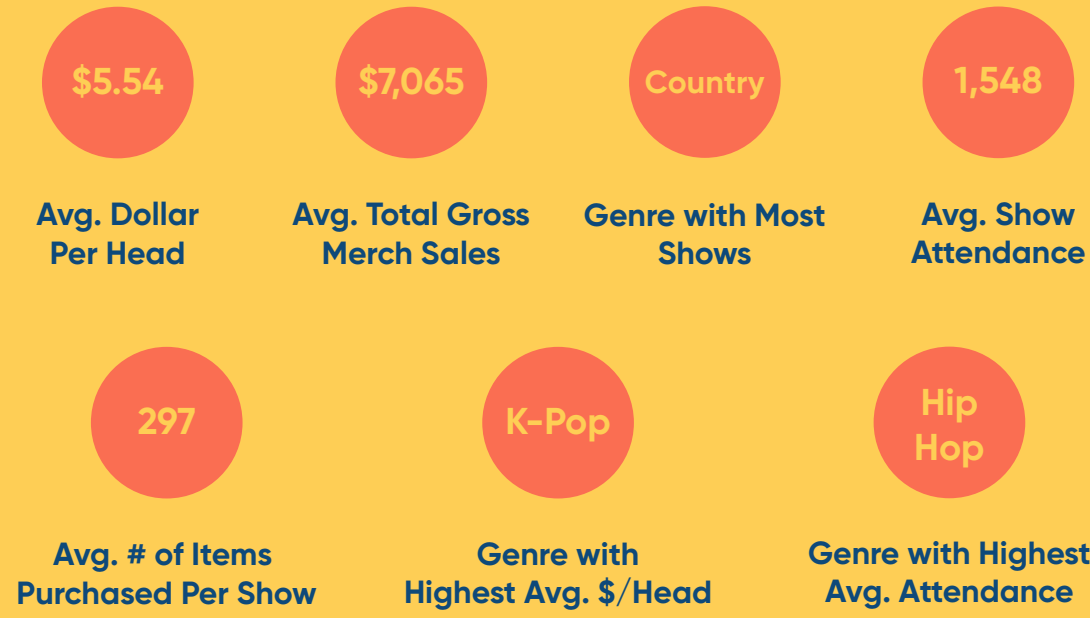 $5.54
Avg. Dollar
Per Head
$7,065
Avg. Total Gross
Merch Sales
Country
Genre with Most
Shows
1,548
Avg. Show
Attendance
297
Avg. # of Items
Purchased Per Show
K-Pop
Genre with
Highest Avg. $/Head
Hip
Hop
Genre with Highest
Avg. Attendance